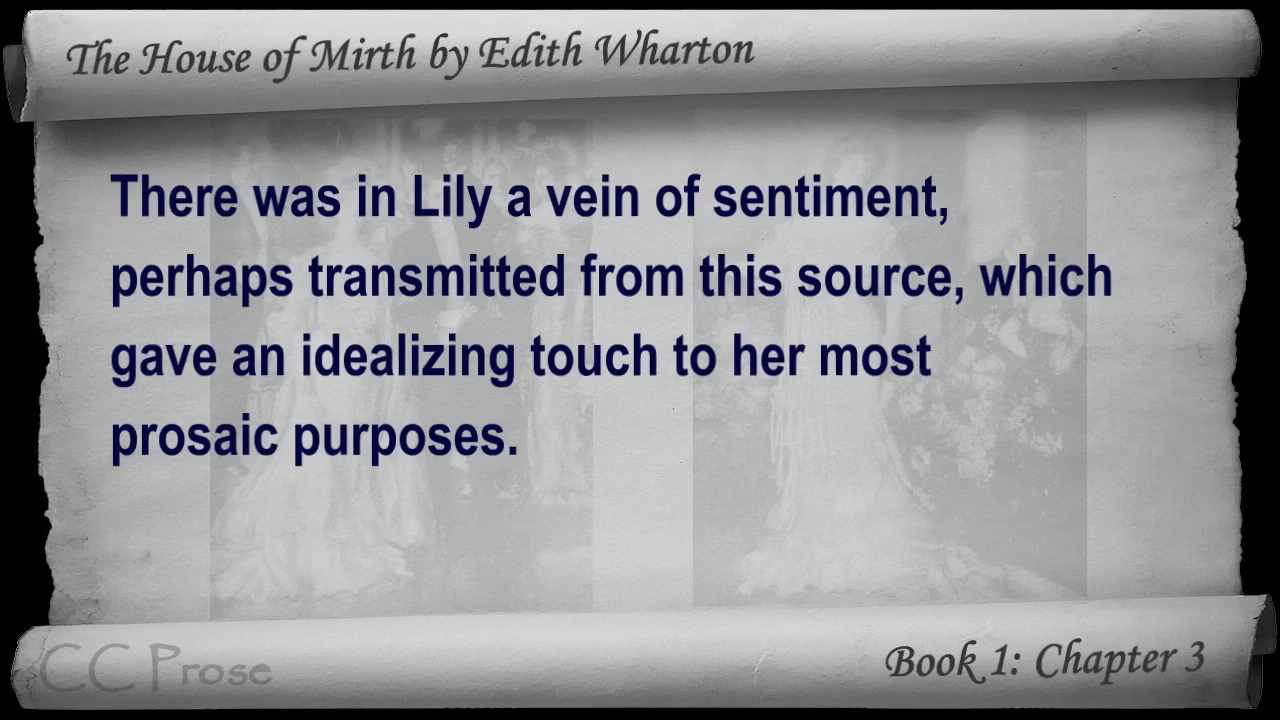 The House of Mirth by Edith Wharton
There was in Lily a vein of sentiment,
perhaps transmitted from this source, which
gave an idealizing touch to her most
prosaic purposes.
CC Prose
Book 1: Chapter 3